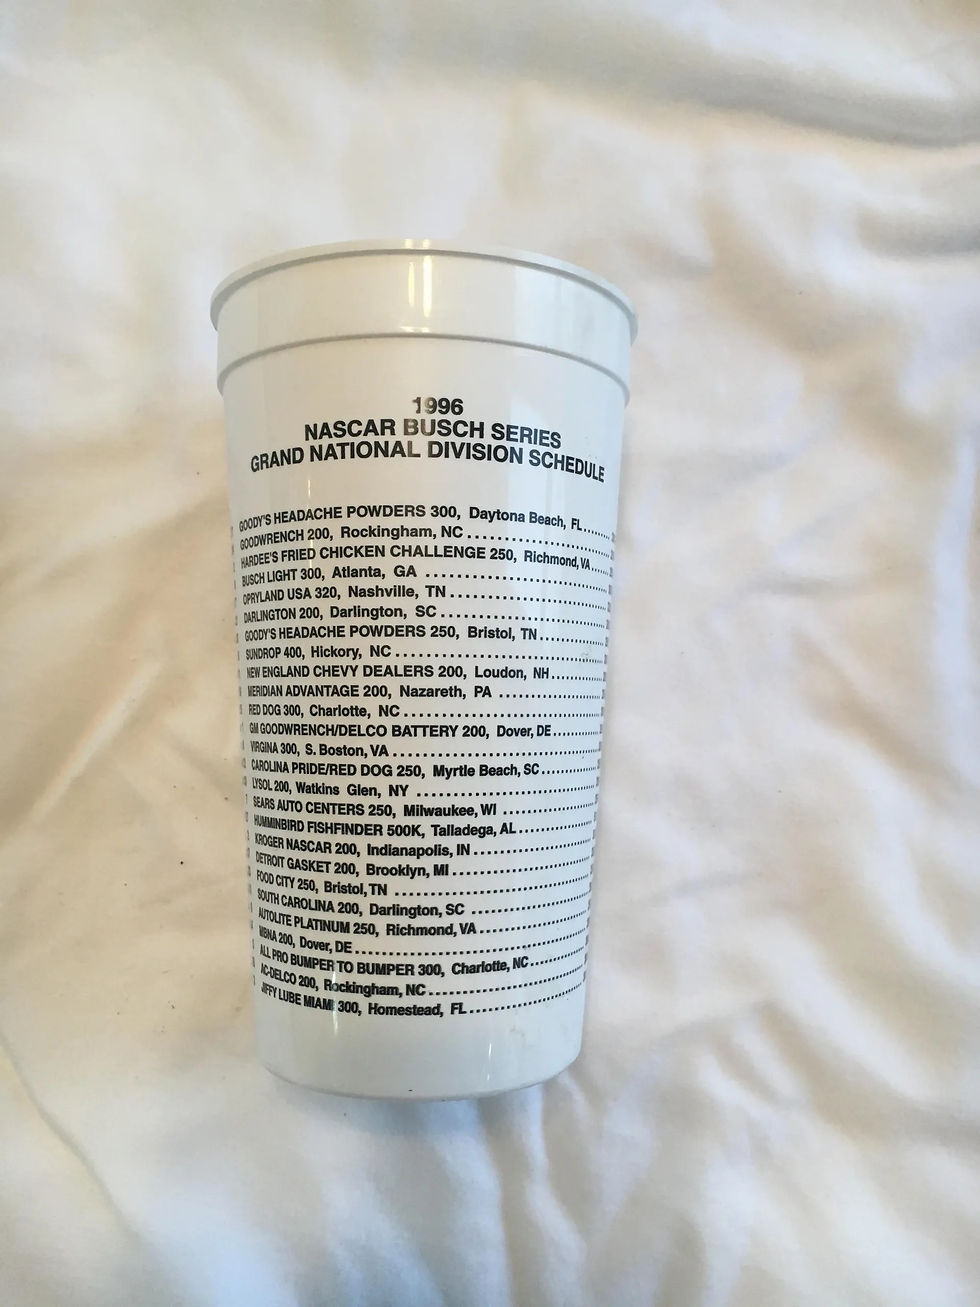 1996
NASCAR BUSCH SERIES
GRAND NATIONAL DIVISION SCHEDULE
GOODY'S HEADACHE POWDERS 300, Daytona Beach, FL......
GOODWRENCH 200, Rockingham, NC......................
HARDEE'S FRIED CHICKEN CHALLENGE 250, Richmond, VA.....
BUSCH LIGHT 300, Atlanta, GA ..........................
OPRYLAND USA 320, Nashville, TN........................
DARLINGTON 200, Darlington, SC........................
GOODY'S HEADACHE POWDERS 250, Bristol, TN............
SUNDROP 400, Hickory, NC..............................
NEW ENGLAND CHEVY DEALERS 200, Loudon, NH...........
MERIDIAN ADVANTAGE 200, Nazareth, PA .................
RED DOG 300, Charlotte, NC.............................
GM GOODWRENCH/DELCO BATTERY 200, Dover, DE..........
VIRGINA 300, S. Boston, VA..............................
CAROLINA PRIDE/RED DOG 250, Myrtle Beach, SC............
LYSOL 200, Watkins Glen, NY ...........................
SEARS AUTO CENTERS 250, Milwaukee, WI .................
HUMMINBIRD FISHFINDER 500K, Talladega, AL...............
KROGER NASCAR 200, Indianapolis, IN.....................
DETROIT GASKET 200, Brooklyn, MI........................
FOOD CITY 250, Bristol, TN ..............................
SOUTH CAROLINA 200, Darlington, SC .....................
AUTOLITE PLATINUM 250, Richmond, VA.....................
MBNA 200, Dover, DE.....................................
ALL PRO BUMPER TO BUMPER 300, Charlotte, NC............
AC-DELCO 200, Rockingham, NC...........................
JIFFY LUBE MIAMI 300, Homestead, FL.....................